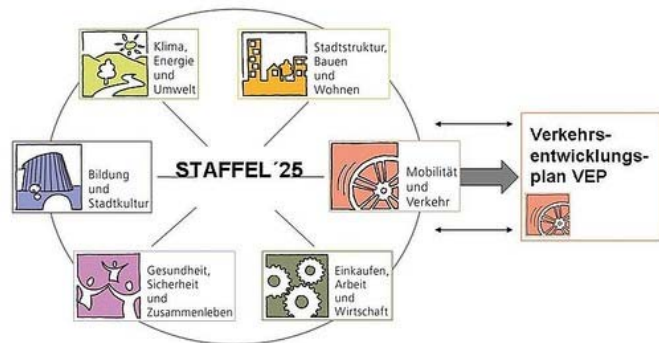 Klima,
Energie
und
Umwelt
Stadtstruktur,
Bauen
und
Wohnen
Bildung
und
Stadtkultur
STAFFEL´25
Mobilität
und
Verkehr
Verkehrs-
entwicklungs-
plan VEP
Gesundheit,
Sicherheit
und
Zusammenleben
Einkaufen,
Arbeit
und
Wirtschaft